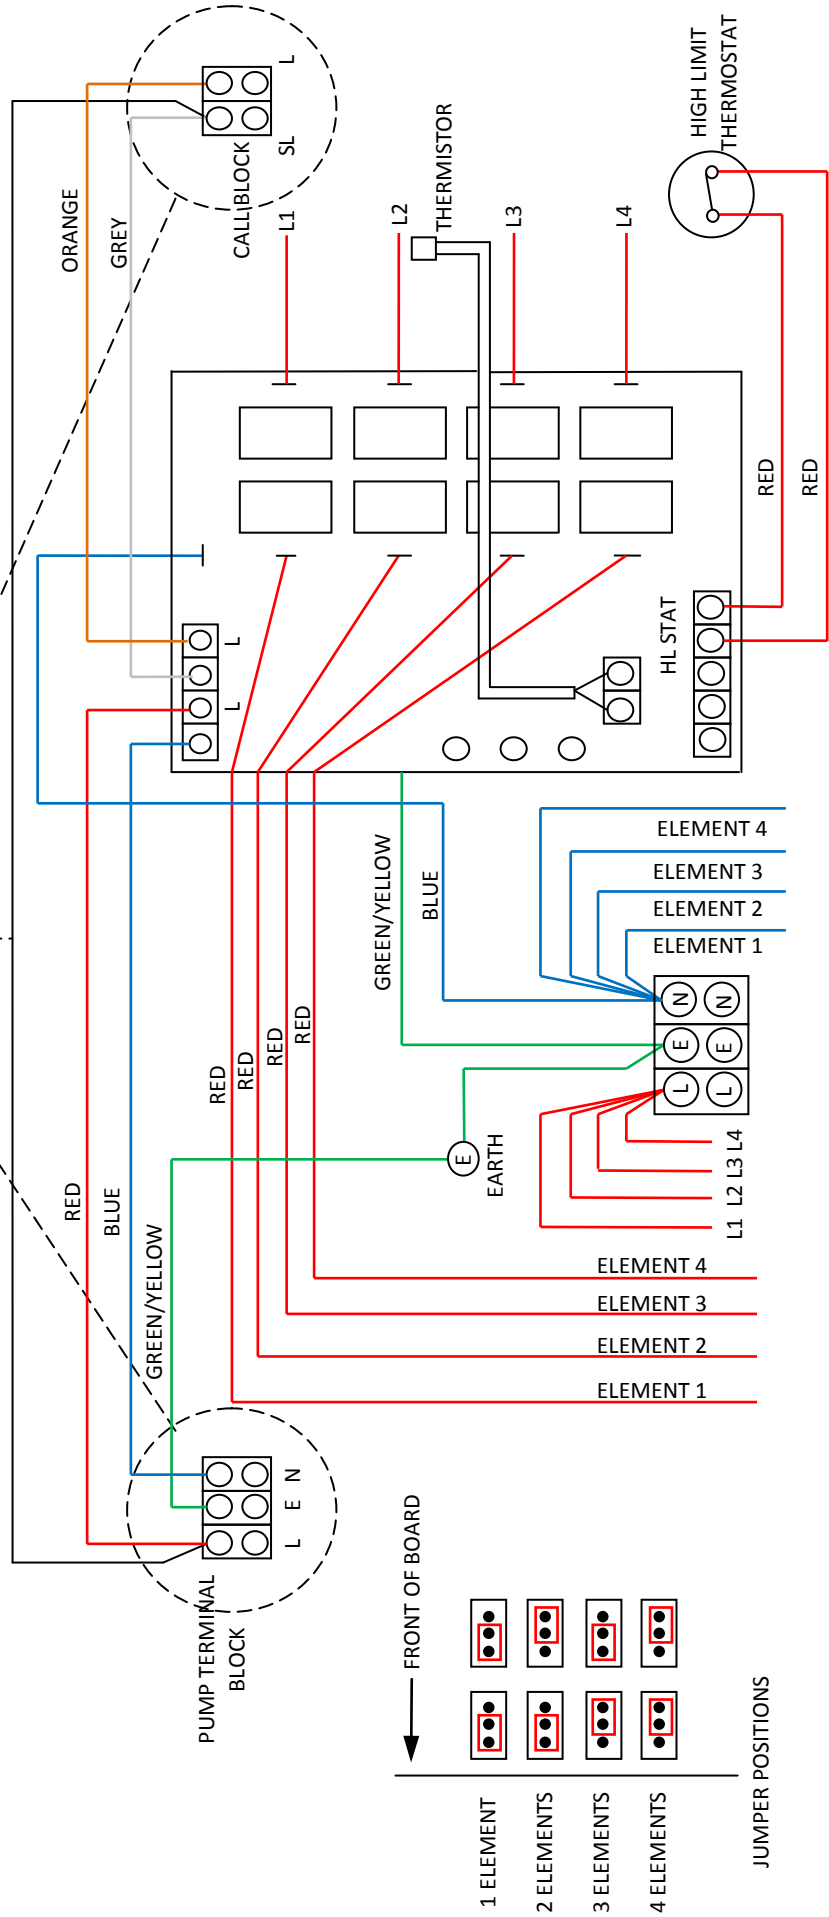 PUMP TERMINAL
BLOCK
L E N
RED
BLUE
GREEN/YELLOW
ORANGE
GREY
CALL BLOCK
SL L
L1
L2
L3
L4
THERMISTOR
HIGH LIMIT
THERMOSTAT
RED
RED
L
L
HL STAT
RED
RED
RED
RED
GREEN/YELLOW
BLUE
ELEMENT 4
ELEMENT 3
ELEMENT 2
ELEMENT 1
N N
E E
L L
E
EARTH
L1 L2 L3 L4
ELEMENT 4
ELEMENT 3
ELEMENT 2
ELEMENT 1
FRONT OF BOARD
1 ELEMENT
2 ELEMENTS
3 ELEMENTS
4 ELEMENTS
JUMPER POSITIONS